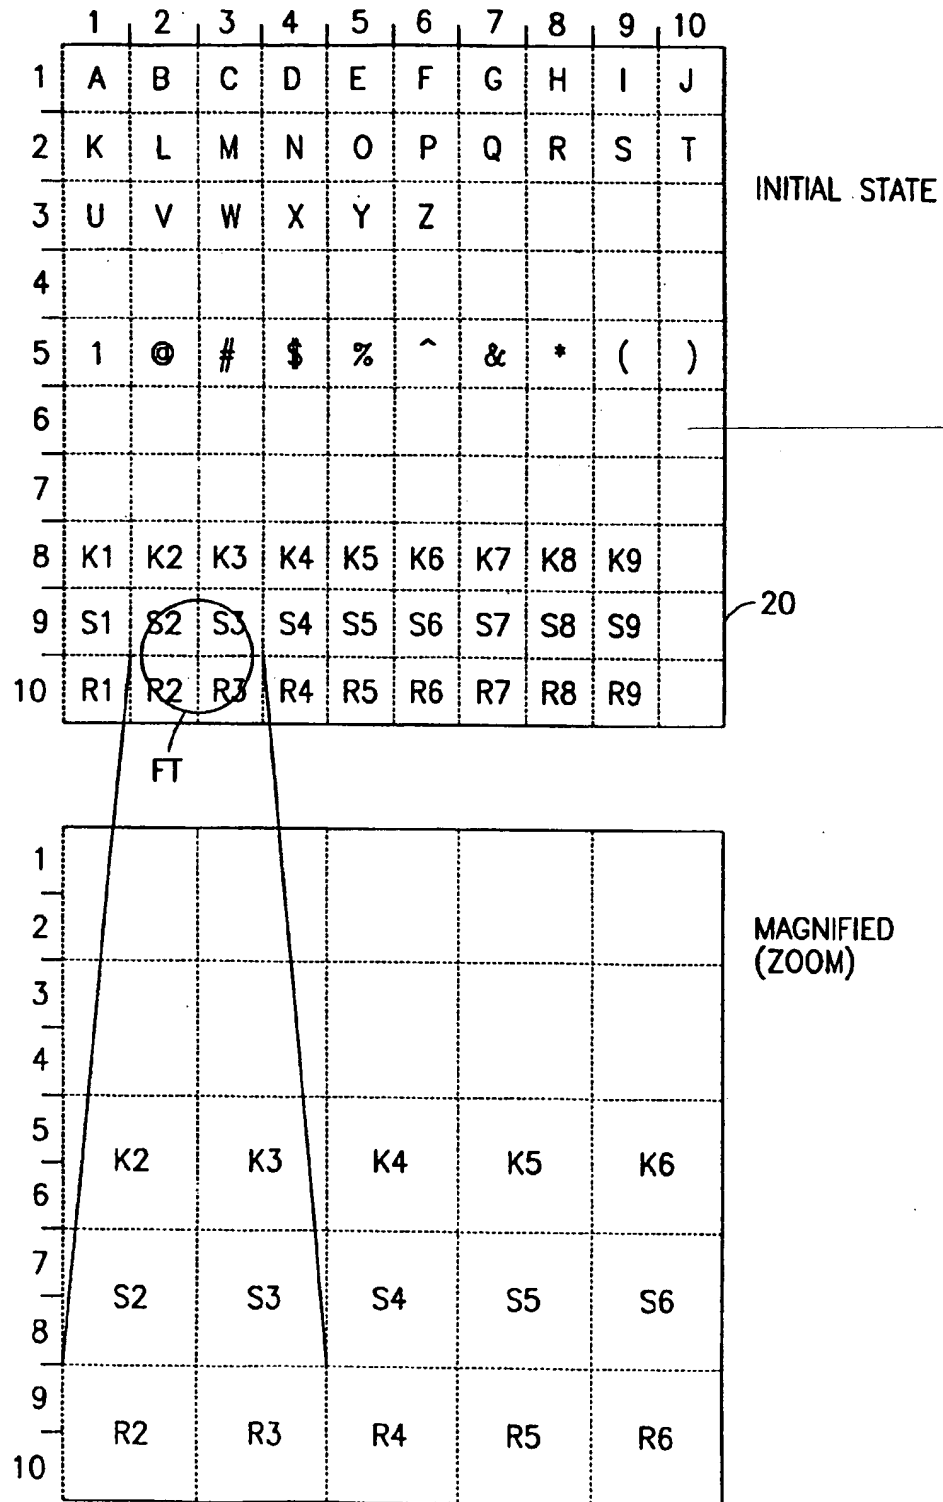 1 2 3 4 5 6 7 8 9 10
1 A B C D E F G H I J
2 K L M N O P Q R S T
INITIAL STATE
3 U V W X Y Z
4
5 1 @ # $ % ^ & * ( )
6
7
8 K1 K2 K3 K4 K5 K6 K7 K8 K9
9 S1 S2 S3 S4 S5 S6 S7 S8 S9
20
10 R1 R2 R3 R4 R5 R6 R7 R8 R9
FT
1
2
MAGNIFIED
(ZOOM)
3
4
5
K2 K3 K4 K5 K6
6
7
S2 S3 S4 S5 S6
8
9
R2 R3 R4 R5 R6
10